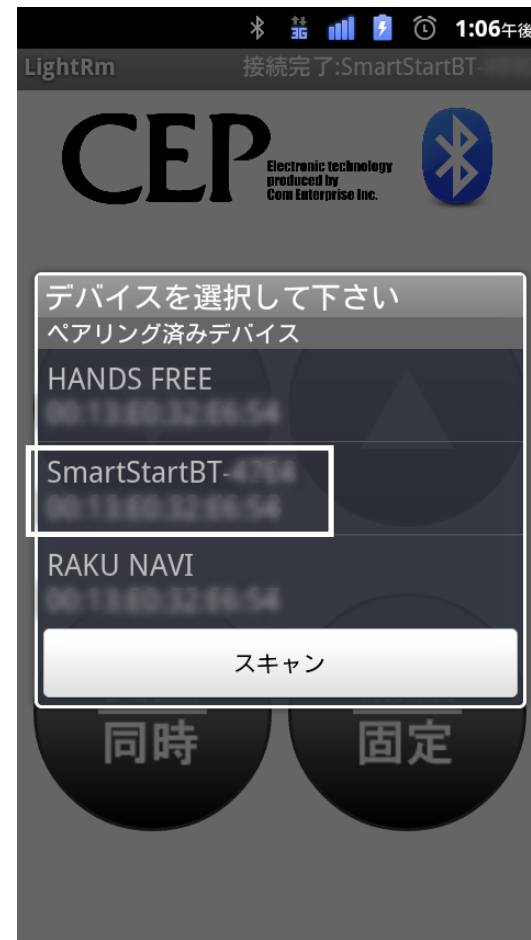 3G 1:06午後
LightRm 接続完了:SmartStartBT-
CEP
Electronic technology
produced by
Com Enterprise Inc.
デバイスを選択して下さい
ペアリング済みデバイス
HANDS FREE
SmartStartBT-
RAKU NAVI
スキャン
同時 固定